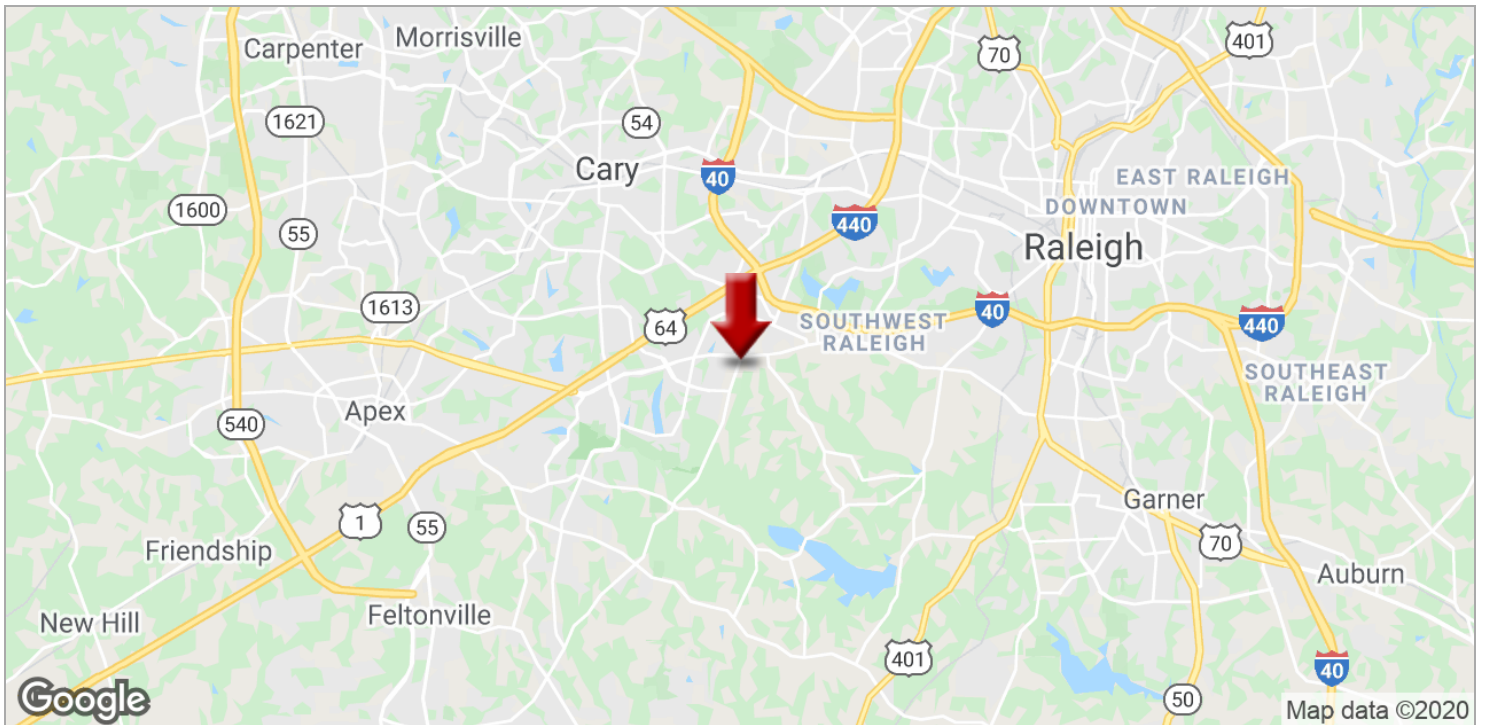 Carpenter
Morrisville
70
401
1621
54
Cary
40
EAST RALEIGH
1600
DOWNTOWN
55
440
Raleigh
1613
64
40
SOUTHWEST
RALEIGH
440
SOUTHEAST
RALEIGH
Apex
540
Garner
1
55
Friendship
70
Auburn
Feltonville
New Hill
401
40
50
Google
Map data ©2020